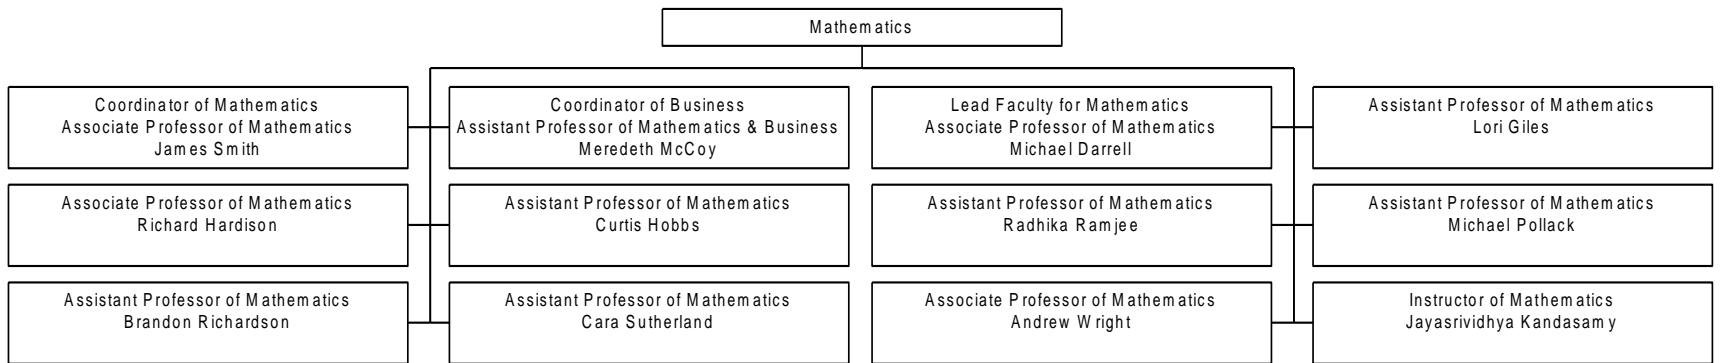 Mathematics
Coordinator of Mathematics
Associate Professor of Mathematics
James Smith
Coordinator of Business
Assistant Professor of Mathematics & Business
Meredeth McCoy
Lead Faculty for Mathematics
Associate Professor of Mathematics
Michael Darrell
Assistant Professor of Mathematics
Lori Giles
Associate Professor of Mathematics
Richard Hardison
Assistant Professor of Mathematics
Curtis Hobbs
Assistant Professor of Mathematics
Radhika Ramjee
Assistant Professor of Mathematics
Michael Pollack
Assistant Professor of Mathematics
Brandon Richardson
Assistant Professor of Mathematics
Cara Sutherland
Associate Professor of Mathematics
Andrew Wright
Instructor of Mathematics
Jayasrividhya Kandasamy